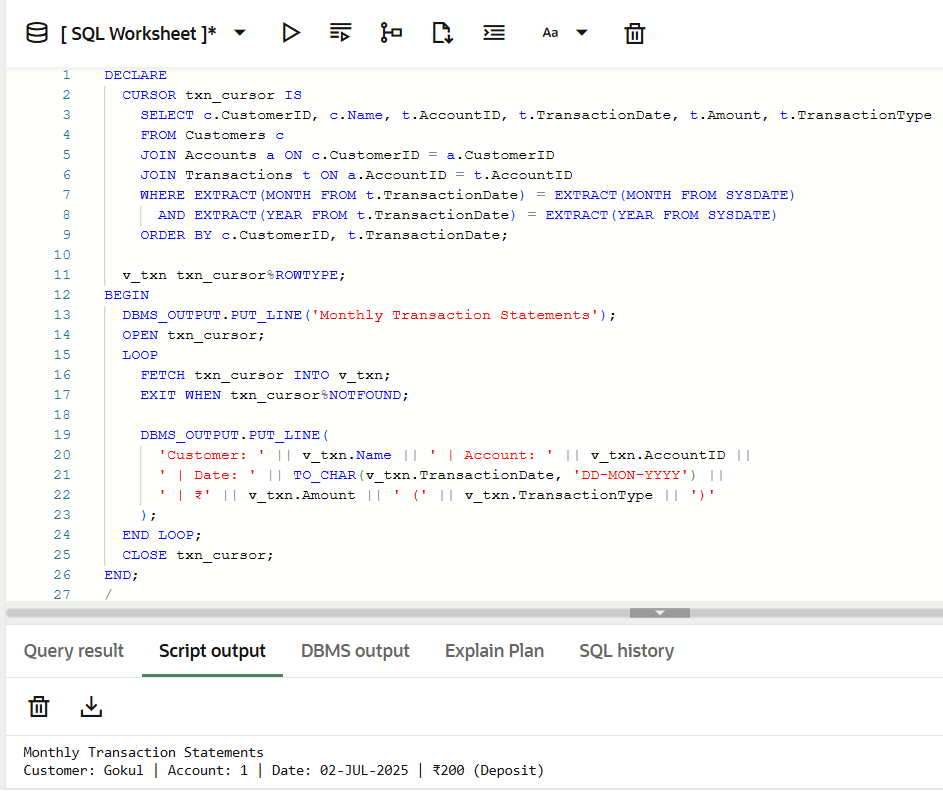 [ SQL Worksheet ]* Aa
1 DECLARE
2 CURSOR txn_cursor IS
3 SELECT c.CustomerID, c.Name, t.AccountID, t.TransactionDate, t.Amount, t.TransactionType
4 FROM Customers c
5 JOIN Accounts a ON c.CustomerID = a.CustomerID
6 JOIN Transactions t ON a.AccountID = t.AccountID
7 WHERE EXTRACT(MONTH FROM t.TransactionDate) = EXTRACT(MONTH FROM SYSDATE)
8 AND EXTRACT(YEAR FROM t.TransactionDate) = EXTRACT(YEAR FROM SYSDATE)
9 ORDER BY c.CustomerID, t.TransactionDate;
10
11 v_txn txn_cursor%ROWTYPE;
12 BEGIN
13 DBMS_OUTPUT.PUT_LINE('Monthly Transaction Statements');
14 OPEN txn_cursor;
15 LOOP
16 FETCH txn_cursor INTO v_txn;
17 EXIT WHEN txn_cursor%NOTFOUND;
18
19 DBMS_OUTPUT.PUT_LINE(
20 'Customer: ' || v_txn.Name || ' | Account: ' || v_txn.AccountID ||
21 ' | Date: ' || TO_CHAR(v_txn.TransactionDate, 'DD-MON-YYYY') ||
22 ' | ₹' || v_txn.Amount || ' (' || v_txn.TransactionType || ')'
23 );
24 END LOOP;
25 CLOSE txn_cursor;
26 END;
27 /
Query result Script output DBMS output Explain Plan SQL history
Monthly Transaction Statements
Customer: Gokul | Account: 1 | Date: 02-JUL-2025 | ₹200 (Deposit)